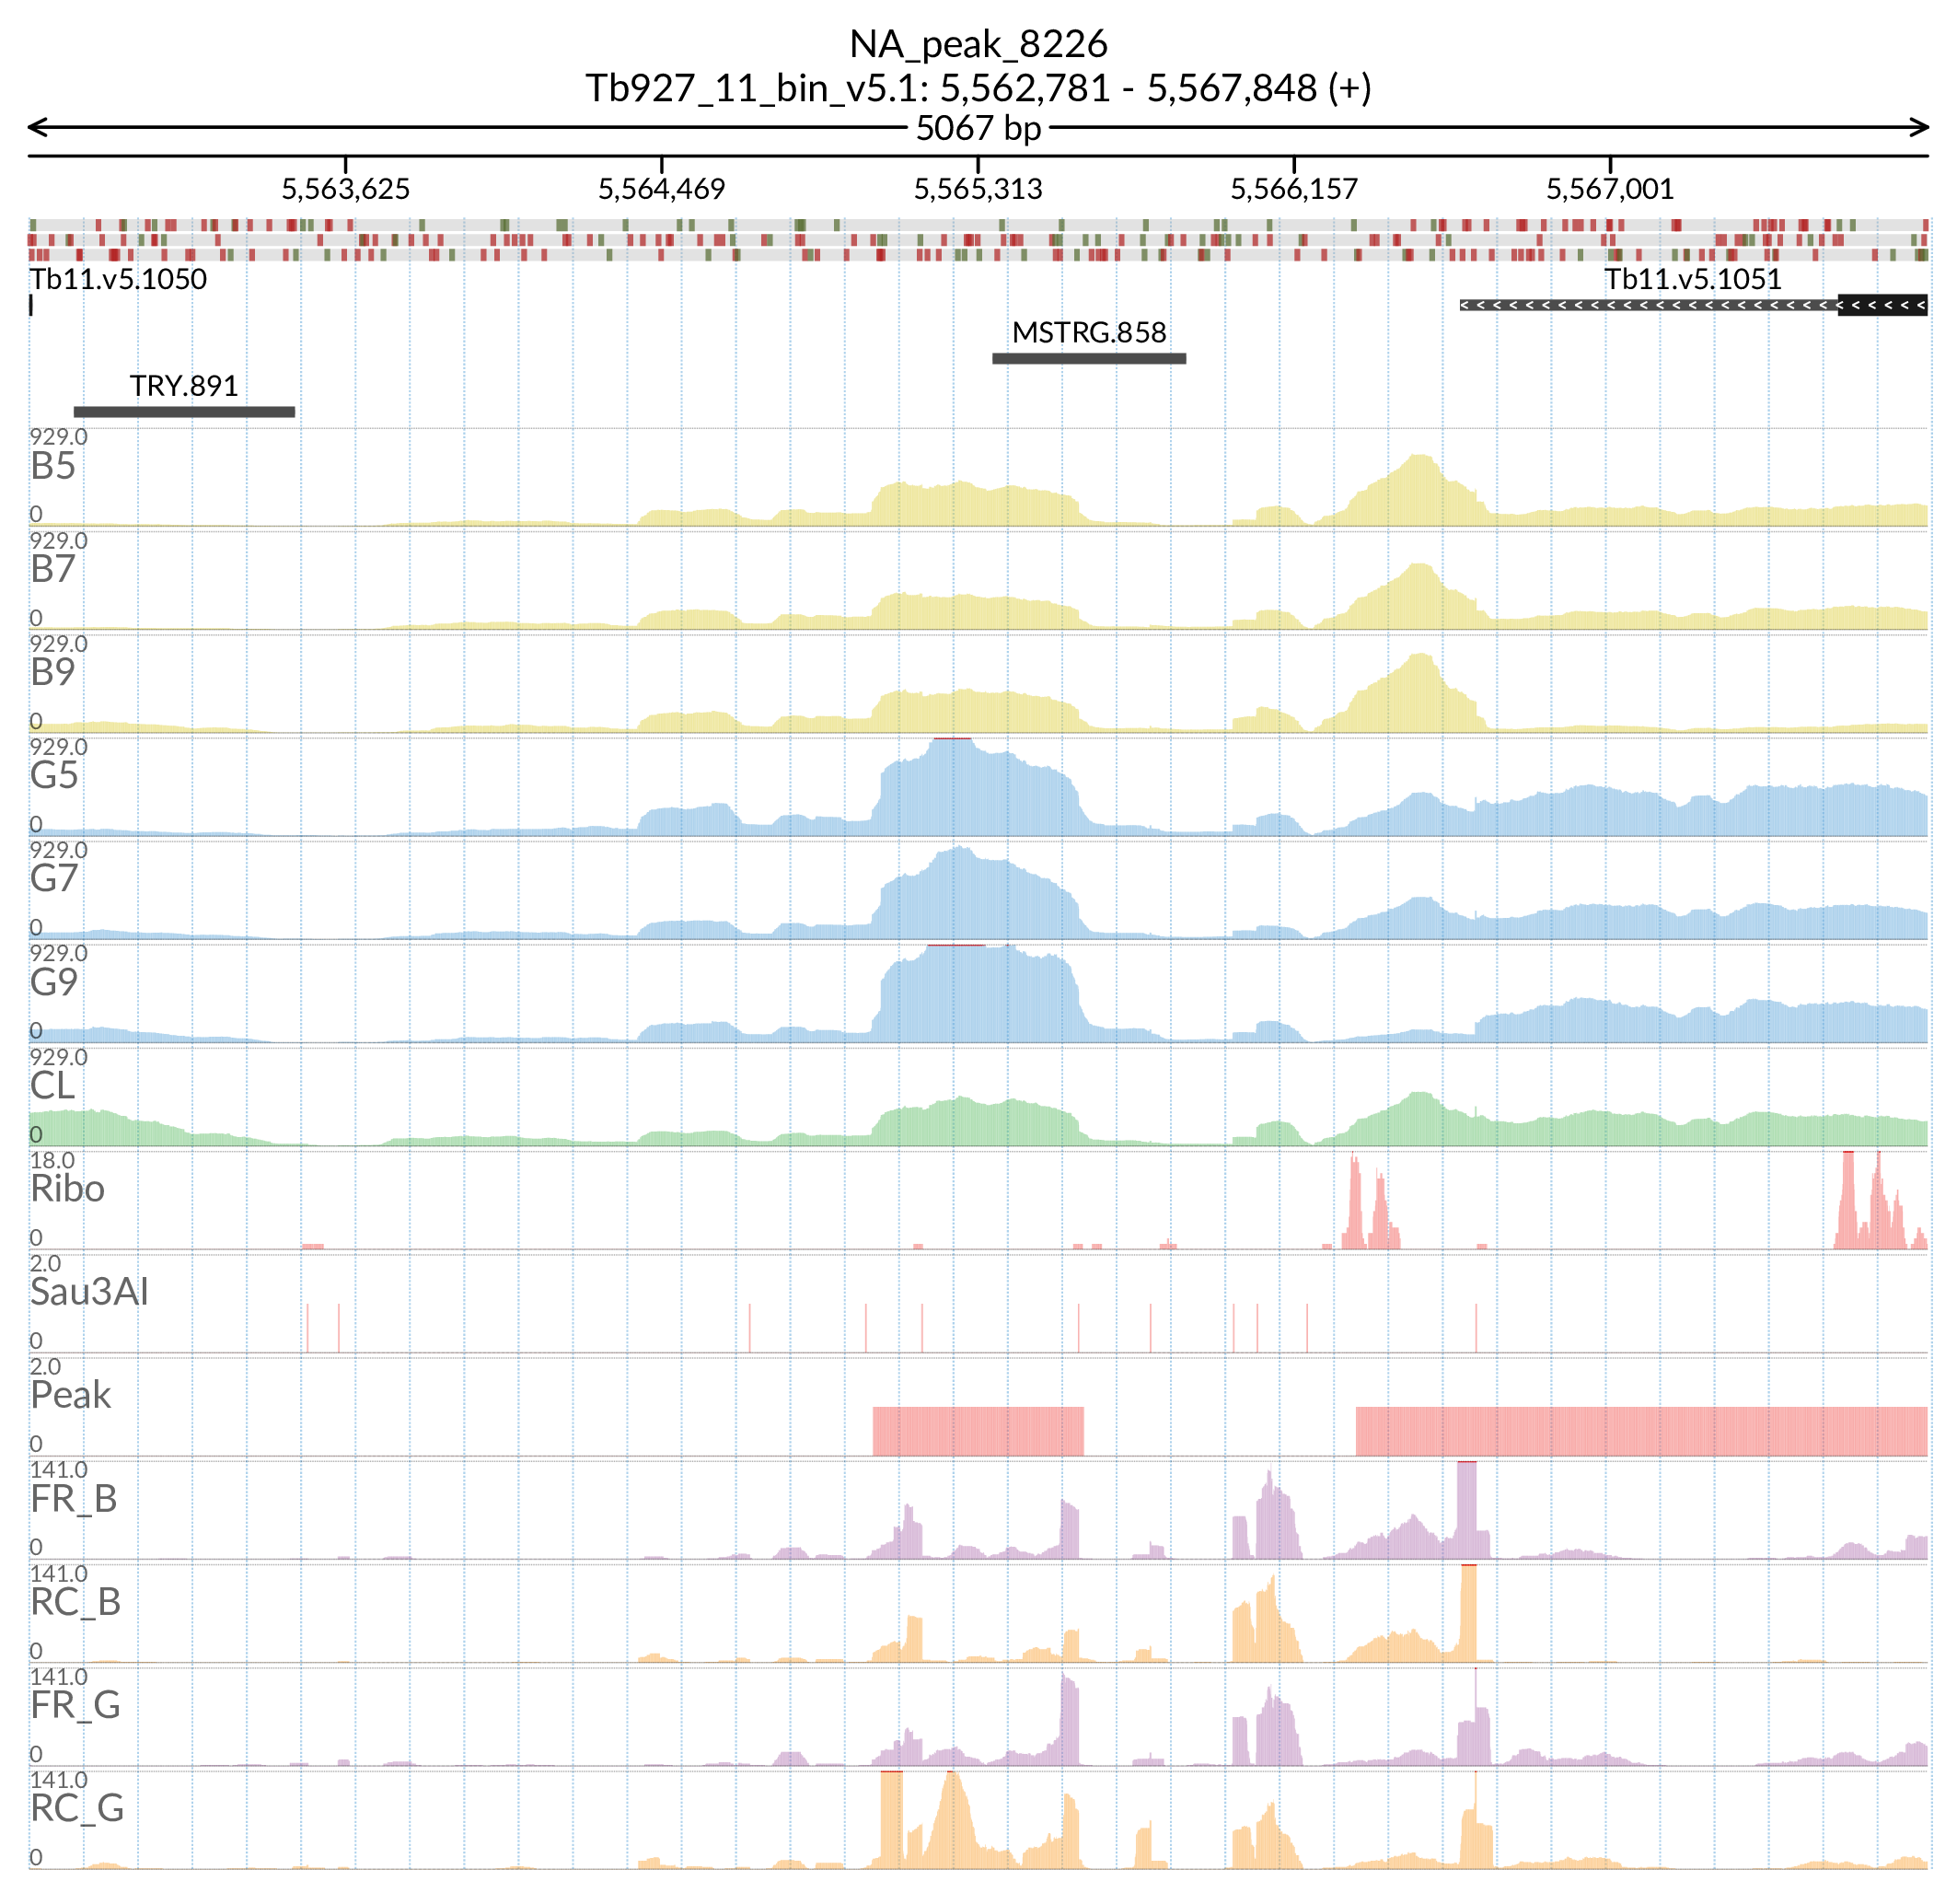 NA_peak_8226
Tb927_11_bin_v5.1: 5,562,781 - 5,567,848 (+)
5067 bp
5,563,625 5,564,469 5,565,313 5,566,157 5,567,001
Tb11.v5.1050 Tb11.v5.1051
MSTRG.858
TRY.891
929.0
B5
0
929.0
B7
0
929.0
B9
0
929.0
G5
0
929.0
G7
0
929.0
G9
0
929.0
CL
0
18.0
Ribo
0
2.0
Sau3AI
0
2.0
Peak
0
141.0
FR_B
0
141.0
RC_B
0
141.0
FR_G
0
141.0
RC_G
0